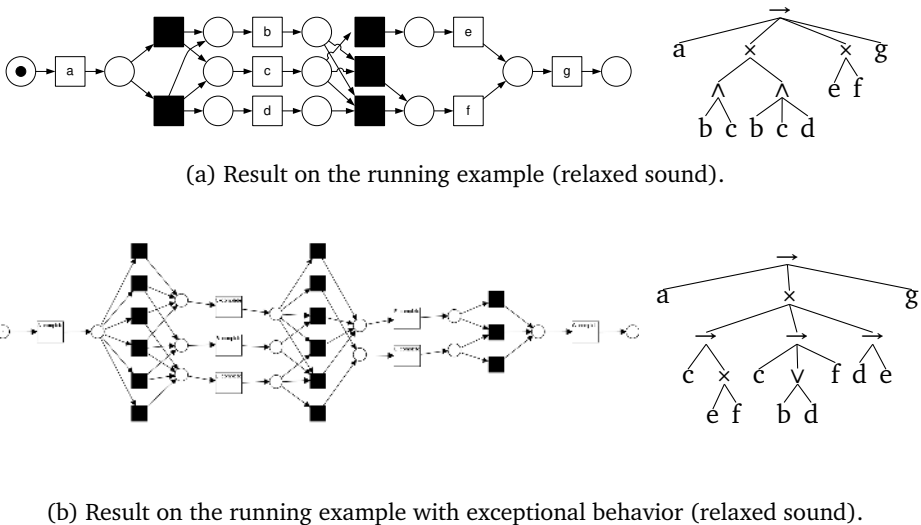 →
b e a × × g
a c g ∧ ∧ e f
d f b c b c d
(a) Result on the running example (relaxed sound).
→
a × g
→ → →
c × c ∨ f d e
e f b d
(b) Result on the running example with exceptional behavior (relaxed sound).